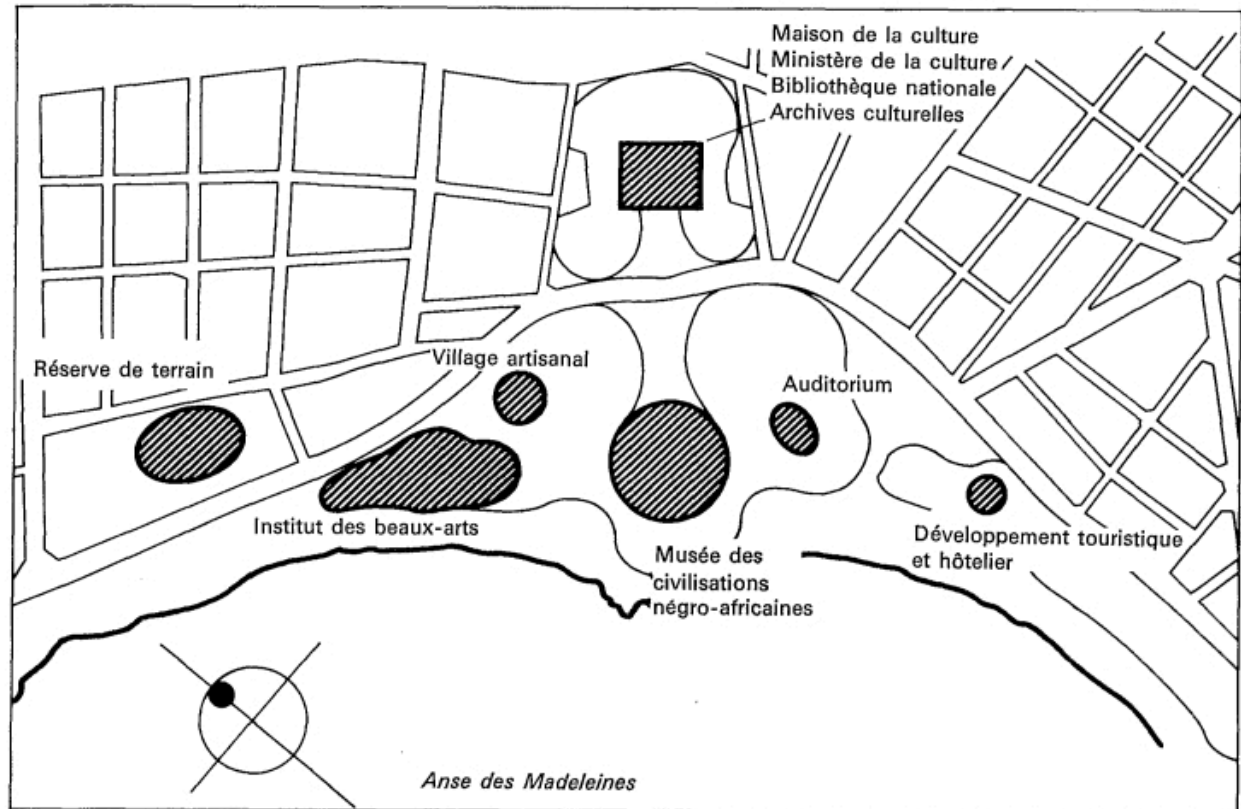 Maison de la culture
Ministère de la culture
Bibliothèque nationale
Archives culturelles
Réserve de terrain
Village artisanal
Auditorium
Institut des beaux-arts
Musée des
civilisations
négro-africaines
Développement touristique
et hôtelier
Anse des Madeleines